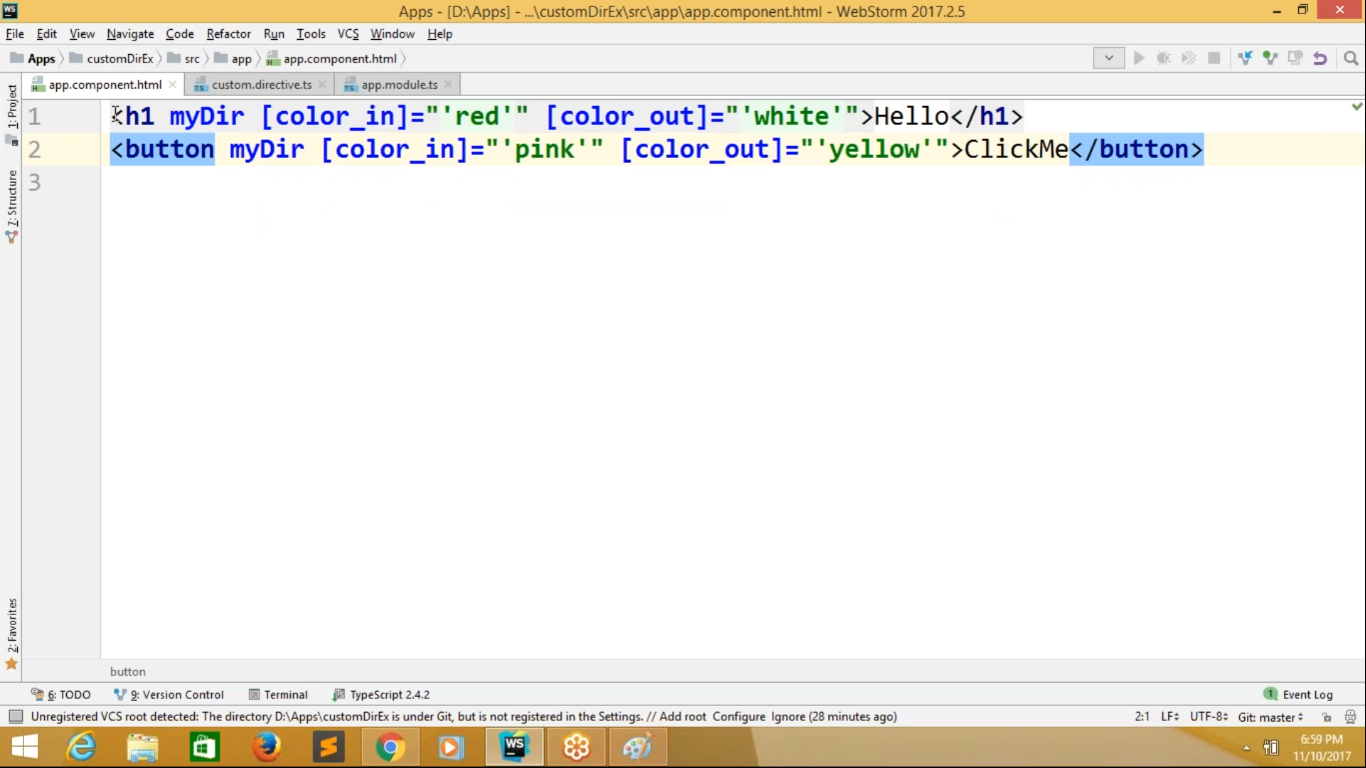 WS Apps - [D:\Apps] - ...\customDirEx\src\app\app.component.html - WebStorm 2017.2.5
File Edit View Navigate Code Refactor Run Tools VCS Window Help
Apps customDirEx src app app.component.html
app.component.html custom.directive.ts app.module.ts
1: Project
Z: Structure
2: Favorites
1 <h1 myDir [color_in]="'red'" [color_out]="'white'">Hello</h1>
2 <button myDir [color_in]="'pink'" [color_out]="'yellow'">ClickMe</button>
3
button
6: TODO 9: Version Control Terminal TypeScript 2.4.2 1 Event Log
Unregistered VCS root detected: The directory D:\Apps\customDirEx is under Git, but is not registered in the Settings. // Add root Configure Ignore (28 minutes ago) 2:1 LF UTF-8 Git: master
WS
6:59 PM
11/10/2017